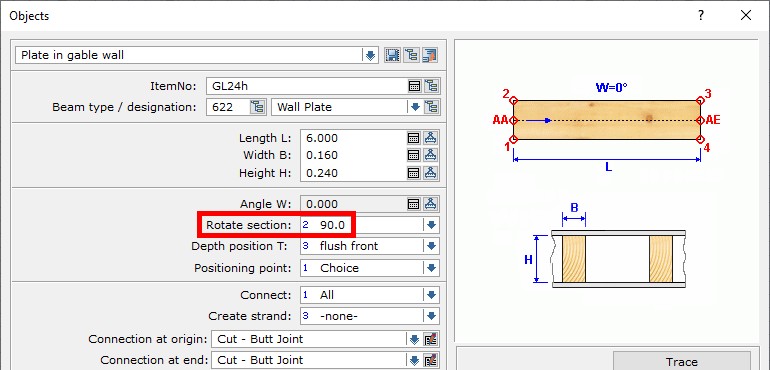 Objects
? ×
Plate in gable wall
ItemNo: GL24h
Beam type / designation: 622 Wall Plate
Length L: 6.000
Width B: 0.160
Height H: 0.240
Angle W: 0.000
Rotate section: 2 90.0
Depth position T: 3 flush front
Positioning point: 1 Choice
Connect: 1 All
Create strand: 3 -none-
Connection at origin: Cut - Butt Joint
Connection at end: Cut - Butt Joint
W=0°
2 3
AA AE
1 4
L
B
H
Trace